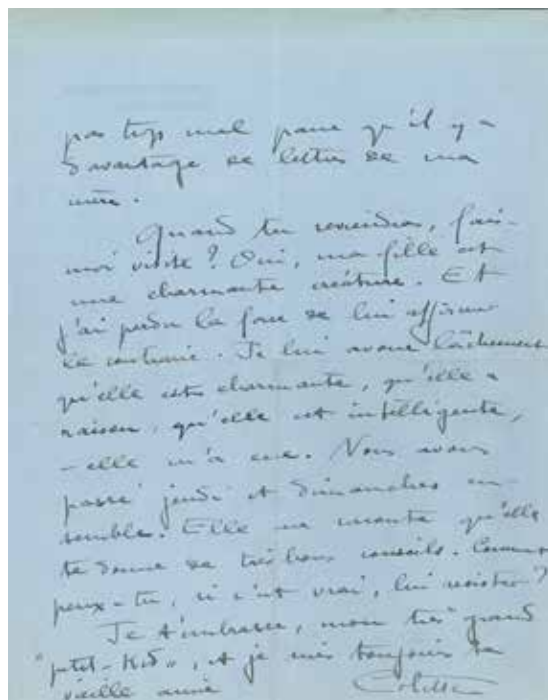 pas trop mal parce qu'il y a
davantage de lettres de ma
mère.
Quand tu reviendras, fais-
moi visite ? Oui, ma fille est
une charmante créature. Et
j'ai perdu la force de lui affirmer
le contraire. Je lui avoue lâchement
qu'elle est charmante, qu'elle a
raison, qu'elle est intelligente,
- elle m'a eue. Nous avons
passé jeudi et dimanches en-
semble. Elle me raconte qu'elle
te donne de très bons conseils. Comment
peux-tu, si c'est vrai, lui résister ?
Je t'embrasse, mon très grand
"petit-Kid", et je suis toujours ta
vieille amie
Colette